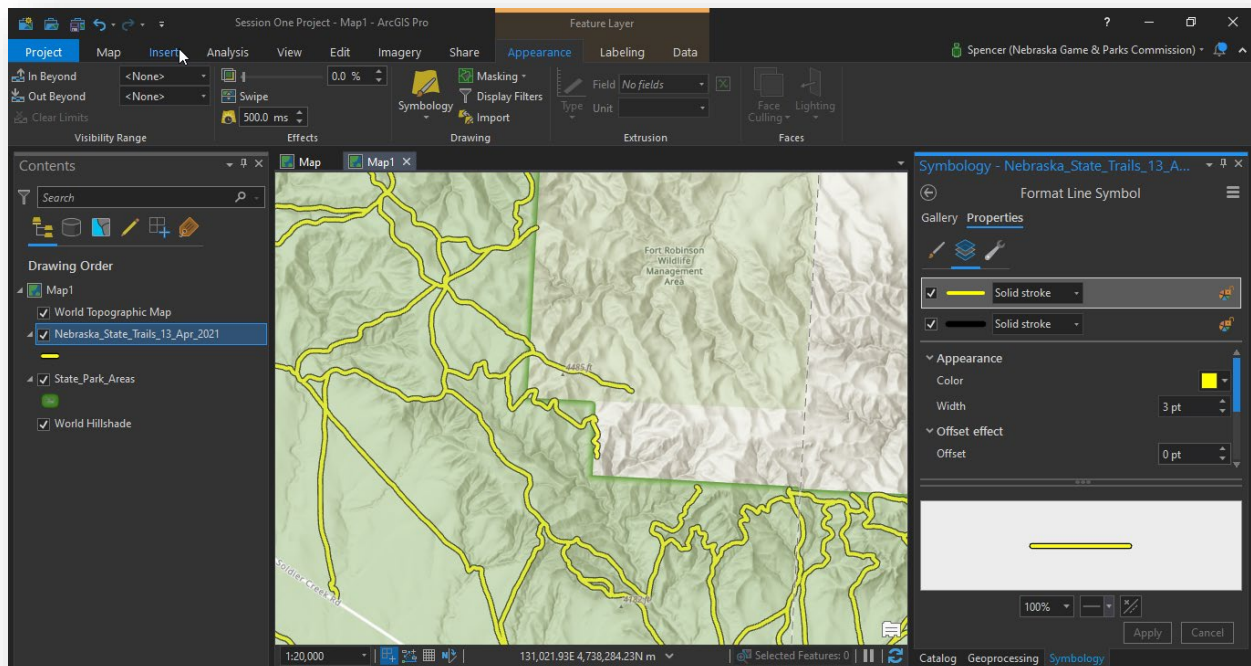 Session One Project - Map1 - ArcGIS Pro
Feature Layer
?
Project Map Insert Analysis View Edit Imagery Share Appearance Labeling Data
Spencer (Nebraska Game & Parks Commission)
In Beyond <None>
Out Beyond <None>
Clear Limits
Visibility Range
0.0 %
Swipe
500.0 ms
Effects
Symbology
Masking
Display Filters
Import
Drawing
Type
Field No fields
Unit
Extrusion
Face Culling
Lighting
Faces
Contents
Search
Drawing Order
Map1
World Topographic Map
Nebraska_State_Trails_13_Apr_2021
State_Park_Areas
World Hillshade
Map Map1
Fort Robinson
Wildlife
Management
Area
4485 ft
Soldier Creek Rd
4182 ft
1:20,000
131,021.93E 4,738,284.23N m
Selected Features: 0
Symbology - Nebraska_State_Trails_13_A...
Format Line Symbol
Gallery Properties
Solid stroke
Solid stroke
Appearance
Color
Width 3 pt
Offset effect
Offset 0 pt
100%
Apply Cancel
Catalog Geoprocessing Symbology